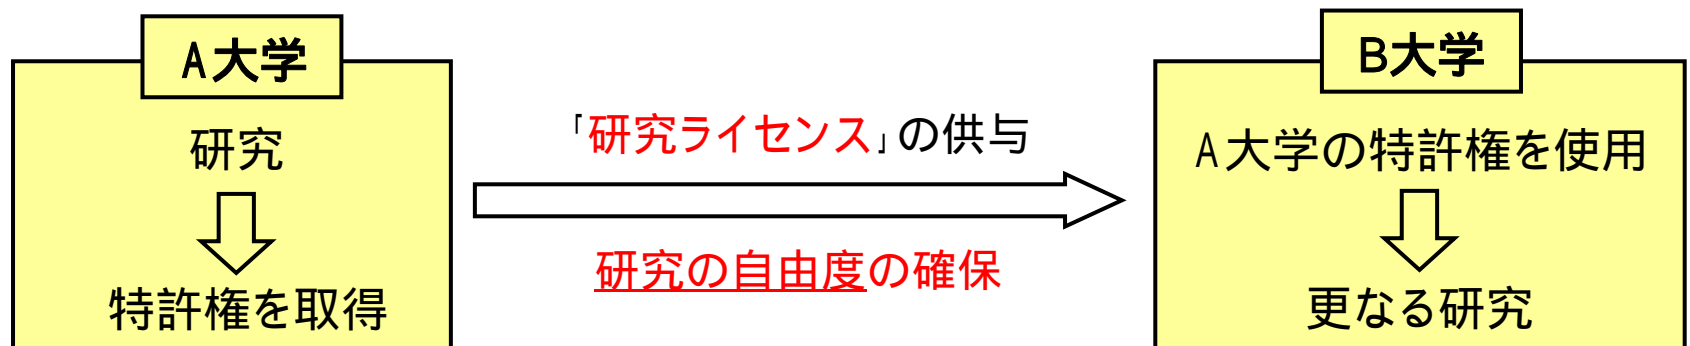 A大学
研究
特許権を取得
「研究ライセンス」の供与
研究の自由度の確保
B大学
A大学の特許権を使用
更なる研究